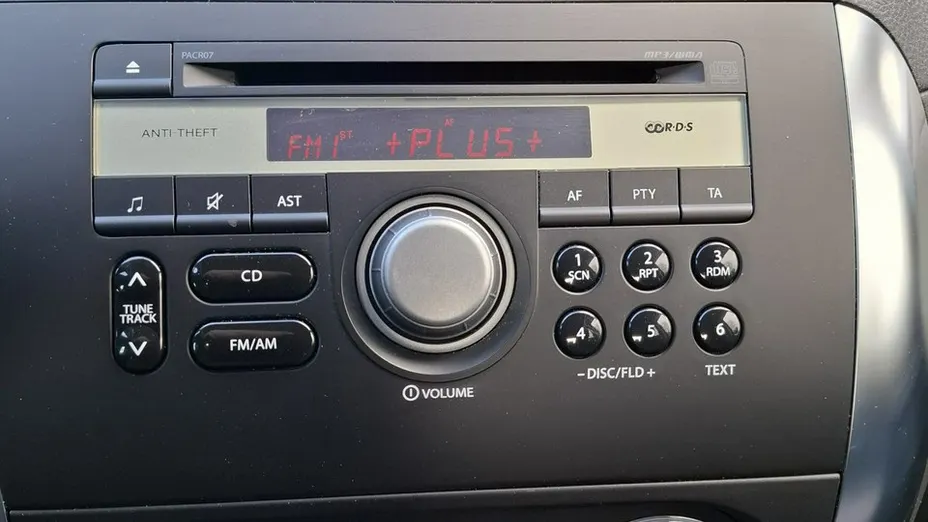 PACR07
MP3/WMA
ANTI-THEFT
FM1 ST AF +PLUS+
R·D·S
AST
AF
PTY
TA
TUNE
TRACK
CD
FM/AM
VOLUME
1
SCN
2
RPT
3
RDM
4
5
6
−DISC/FLD+
TEXT